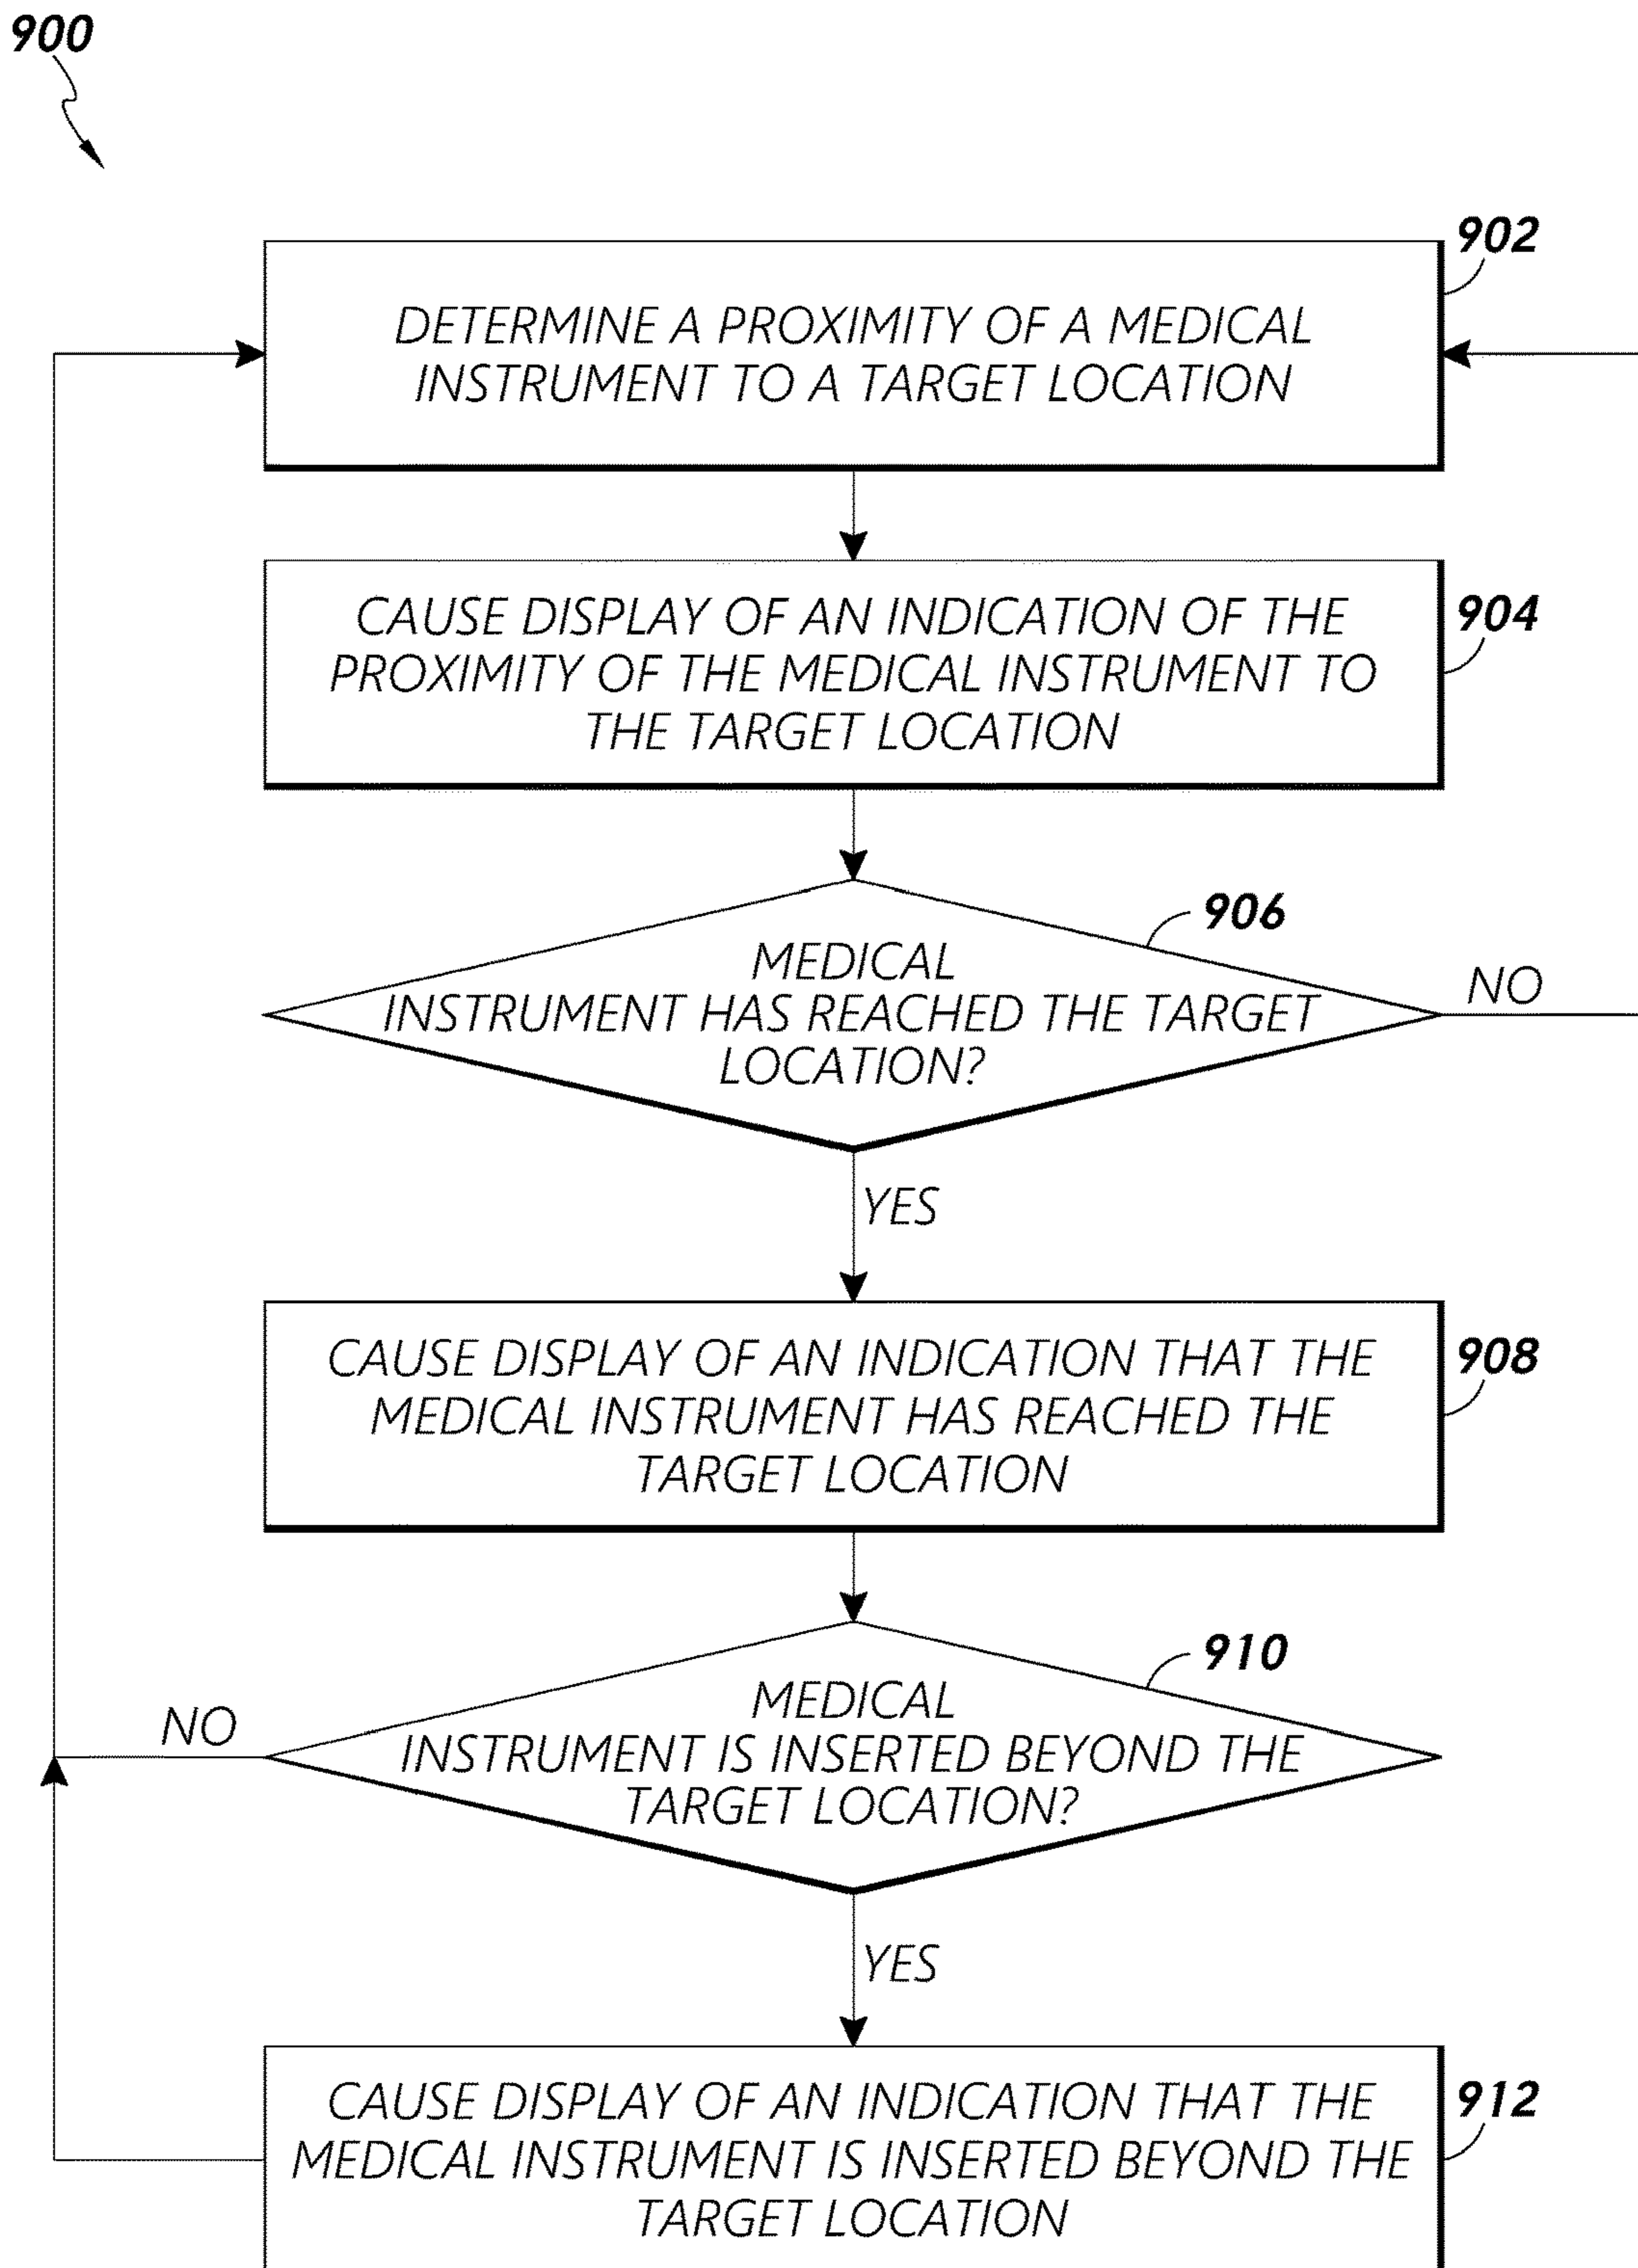 900
902
DETERMINE A PROXIMITY OF A MEDICAL
INSTRUMENT TO A TARGET LOCATION
904
CAUSE DISPLAY OF AN INDICATION OF THE
PROXIMITY OF THE MEDICAL INSTRUMENT TO
THE TARGET LOCATION
906
MEDICAL
INSTRUMENT HAS REACHED THE TARGET
LOCATION?
NO
YES
908
CAUSE DISPLAY OF AN INDICATION THAT THE
MEDICAL INSTRUMENT HAS REACHED THE
TARGET LOCATION
910
MEDICAL
INSTRUMENT IS INSERTED BEYOND THE
TARGET LOCATION?
NO
YES
912
CAUSE DISPLAY OF AN INDICATION THAT THE
MEDICAL INSTRUMENT IS INSERTED BEYOND THE
TARGET LOCATION